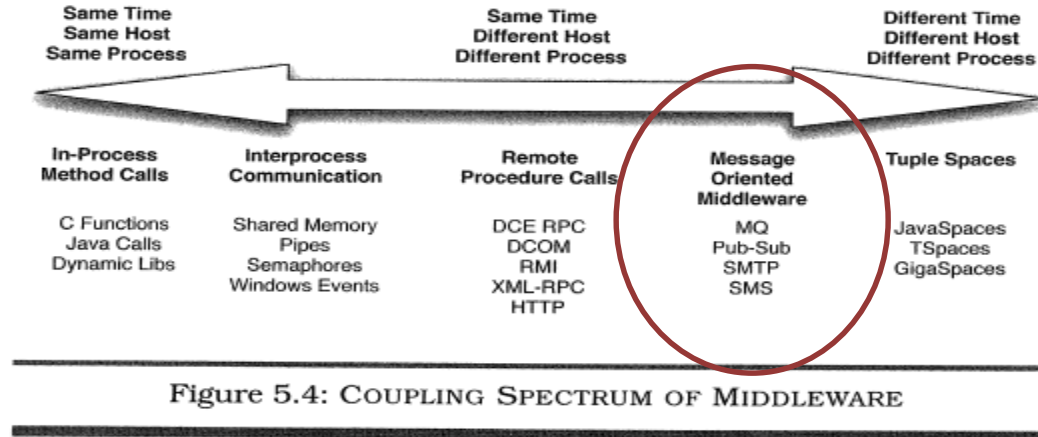 Same Time
Same Host
Same Process
Same Time
Different Host
Different Process
Different Time
Different Host
Different Process
In-Process
Method Calls
C Functions
Java Calls
Dynamic Libs
Interprocess
Communication
Shared Memory
Pipes
Semaphores
Windows Events
Remote
Procedure Calls
DCE RPC
DCOM
RMI
XML-RPC
HTTP
Message
Oriented
Middleware
MQ
Pub-Sub
SMTP
SMS
Tuple Spaces
JavaSpaces
TSpaces
GigaSpaces
Figure 5.4: COUPLING SPECTRUM OF MIDDLEWARE